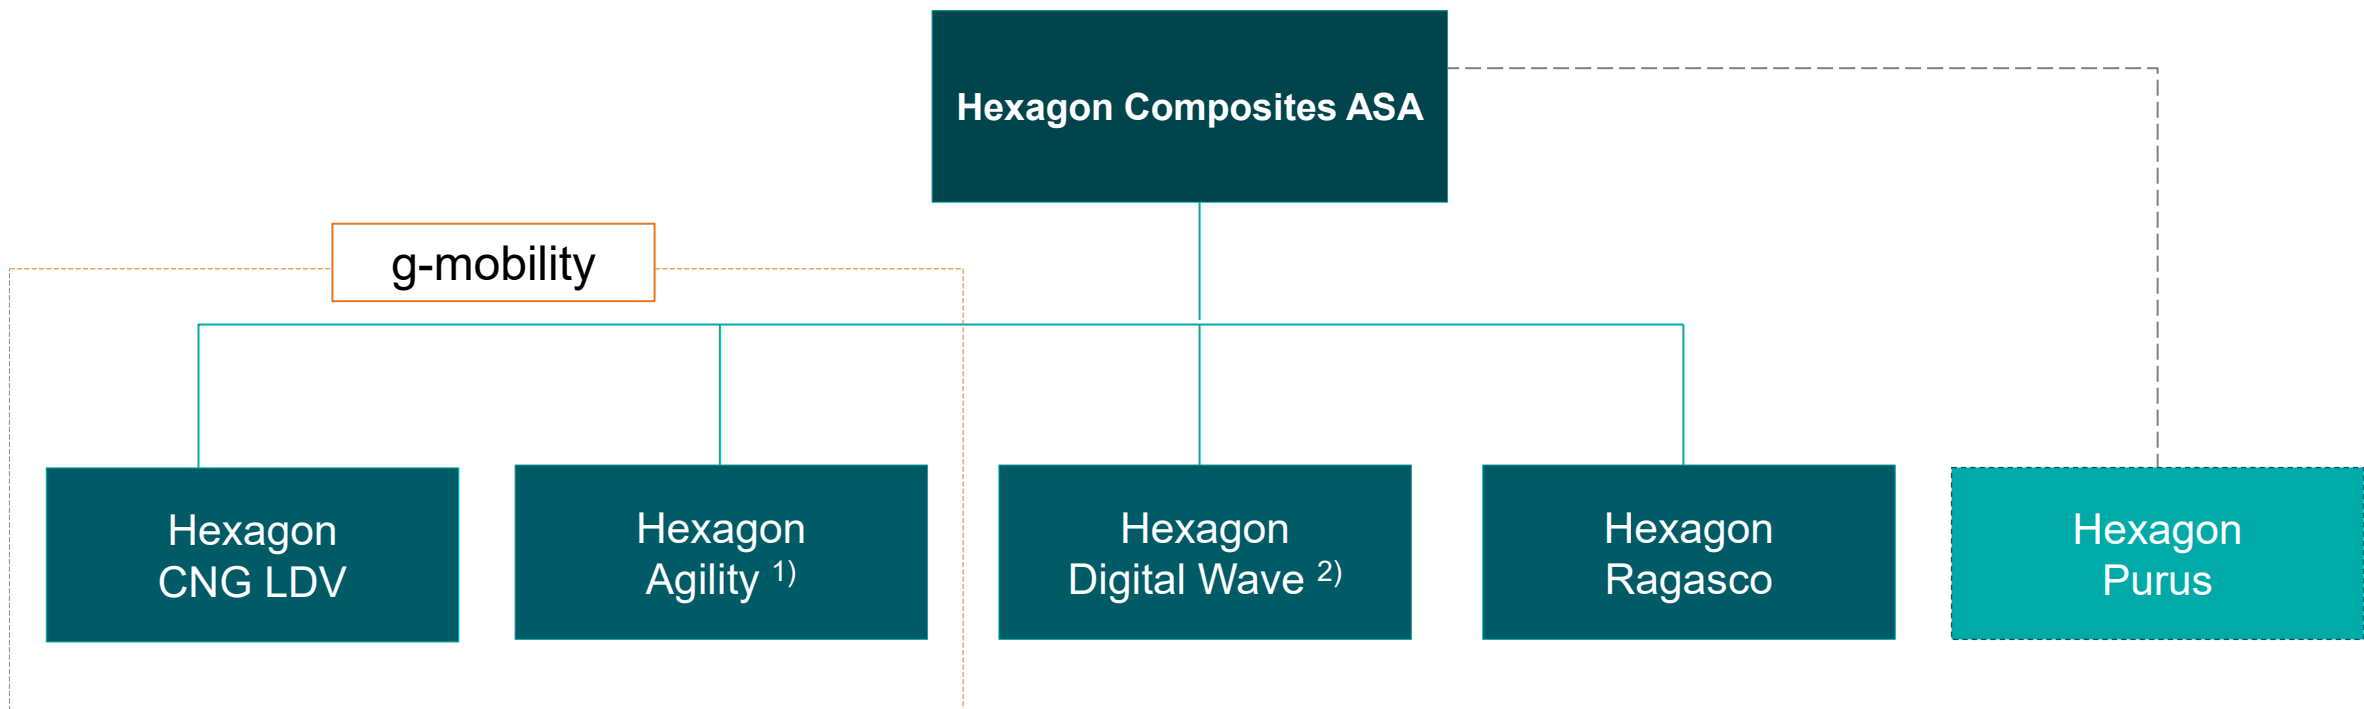 Hexagon Composites ASA
g-mobility
Hexagon
CNG LDV
Hexagon
Agility 1)
Hexagon
Digital Wave 2)
Hexagon
Ragasco
Hexagon
Purus